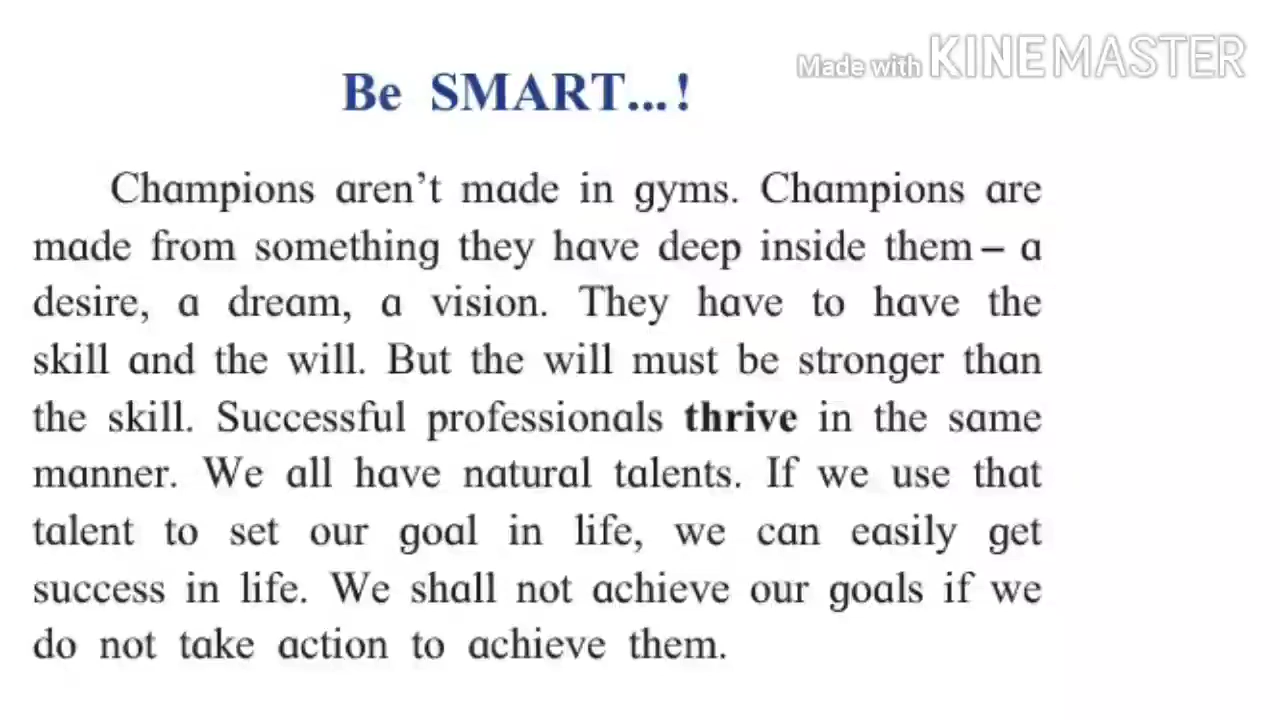 Made with KINEMASTER
Be SMART...!
Champions aren’t made in gyms. Champions are
made from something they have deep inside them – a
desire, a dream, a vision. They have to have the
skill and the will. But the will must be stronger than
the skill. Successful professionals thrive in the same
manner. We all have natural talents. If we use that
talent to set our goal in life, we can easily get
success in life. We shall not achieve our goals if we
do not take action to achieve them.